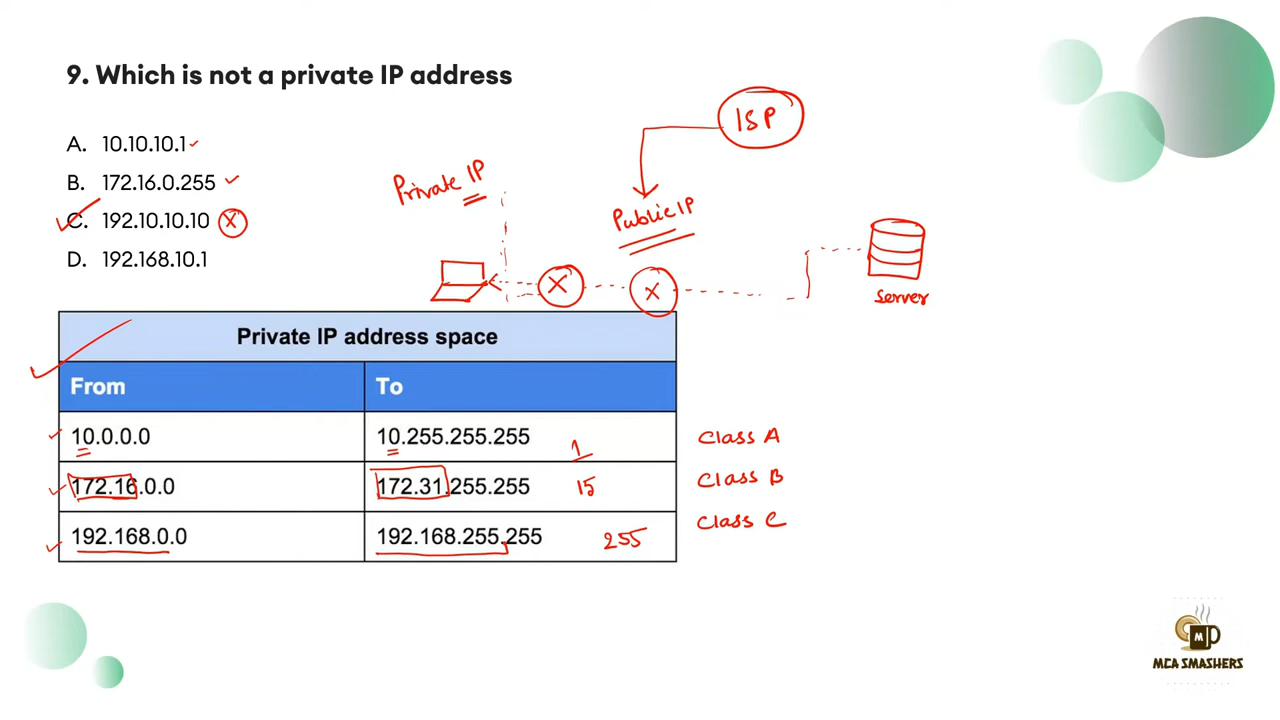 9. Which is not a private IP address
A. 10.10.10.1
B. 172.16.0.255
C. 192.10.10.10 X
D. 192.168.10.1
ISP
Private IP
Public IP
X X
Server
Private IP address space
From To
10.0.0.0 10.255.255.255 1 Class A
172.16.0.0 172.31.255.255 15 Class B
192.168.0.0 192.168.255.255 255 Class C
M
MCA SMASHERS